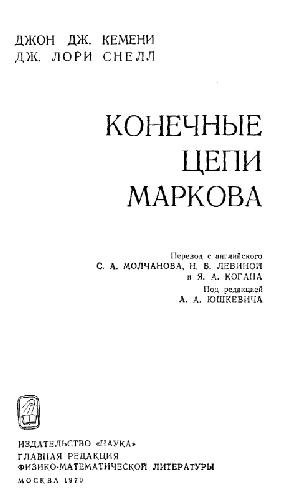 ДЖОН ДЖ. КЕМЕНИ
ДЖ. ЛОРИ СНЕЛЛ
КОНЕЧНЫЕ
ЦЕПИ
МАРКОВА
Перевод с английского
С. А. МОЛЧАНОВА, Н. Б. ЛЕВИНОЙ
и Я. А. КОГАНА
Под редакцией
А. А. ЮШКЕВИЧА
ИЗДАТЕЛЬСТВО «НАУКА»
ГЛАВНАЯ РЕДАКЦИЯ
ФИЗИКО-МАТЕМАТИЧЕСКОЙ ЛИТЕРАТУРЫ
МОСКВА 1970